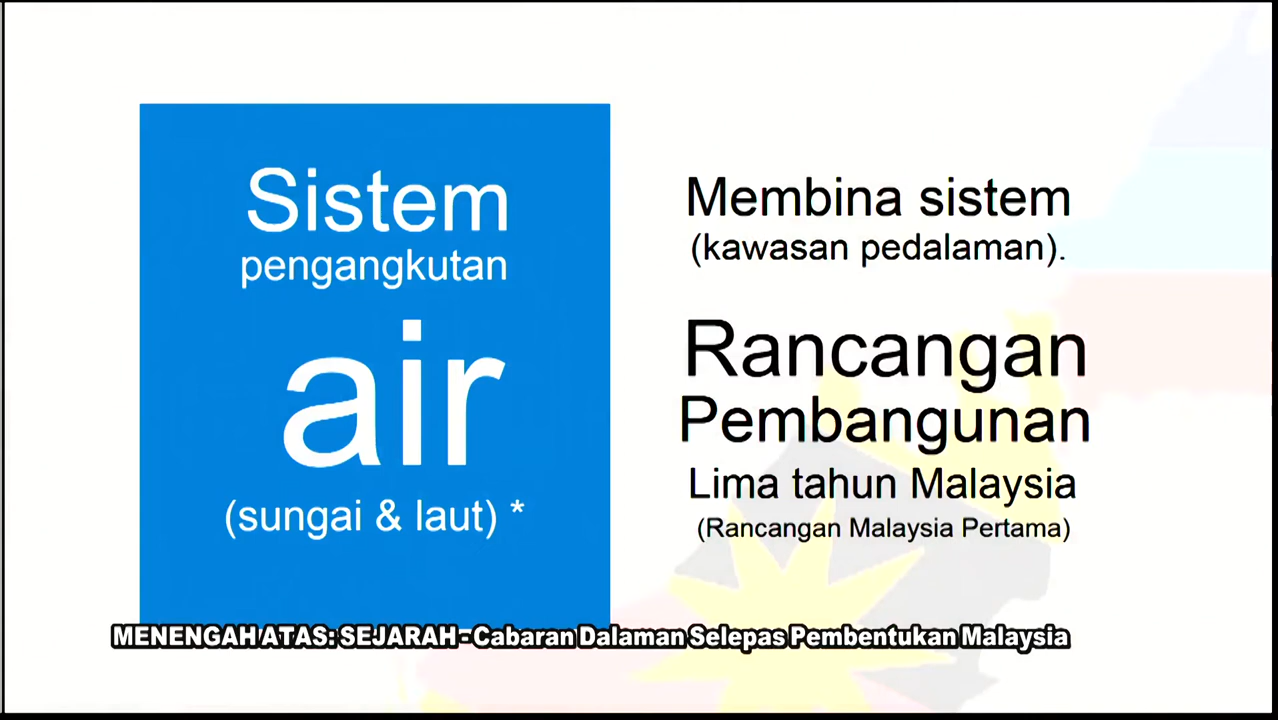 Sistem
pengangkutan
air
(sungai & laut) *
Membina sistem
(kawasan pedalaman).
Rancangan
Pembangunan
Lima tahun Malaysia
(Rancangan Malaysia Pertama)
MENENGAH ATAS: SEJARAH - Cabaran Dalaman Selepas Pembentukan Malaysia